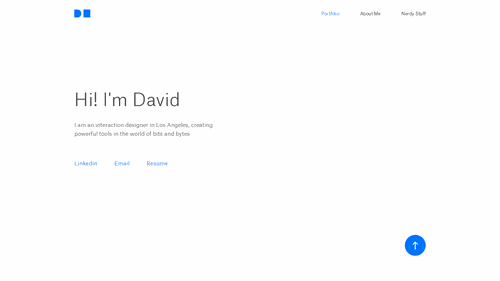 Portfolio
About Me
Nerdy Stuff
Hi! I'm David
I am an interaction designer in Los Angeles, creating
powerful tools in the world of bits and bytes
Linkedin
Email
Resume